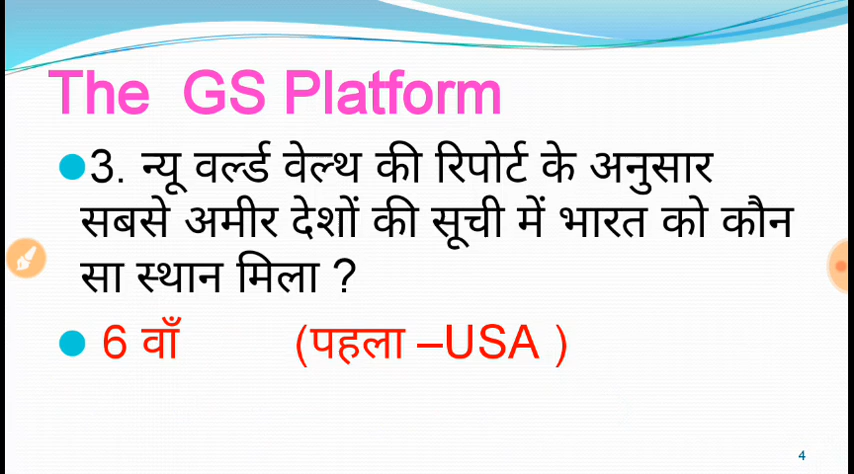 The GS Platform
3. न्यू वर्ल्ड वेल्थ की रिपोर्ट के अनुसार
सबसे अमीर देशों की सूची में भारत को कौन
सा स्थान मिला ?
6 वाँ (पहला –USA )
4